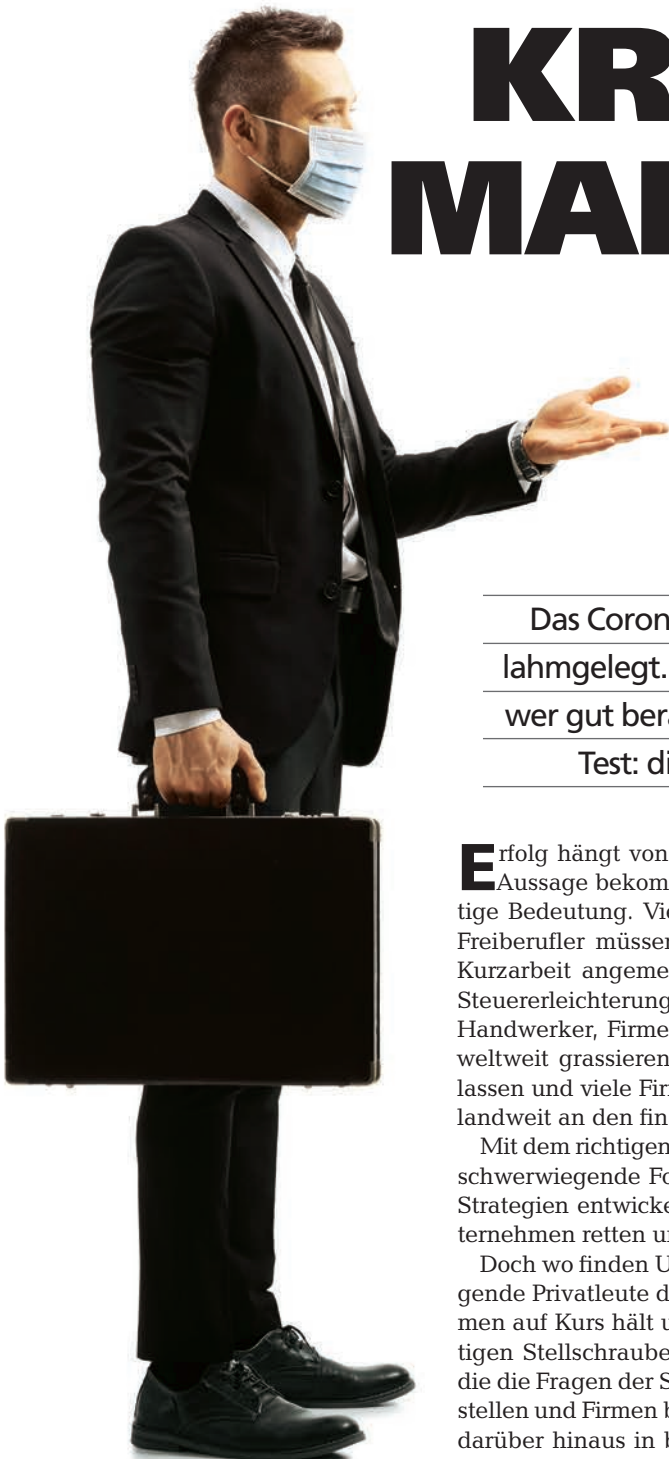 KR
MA
Das Coron
lahmgelegt.
wer gut ber
Test: di
Erfolg hängt von
Aussage bekom
tige Bedeutung. Vie
Freiberufler müsser
Kurzarbeit angeme
Steuererleichterung
Handwerker, Firme
weltweit grassieren
lassen und viele Fir
landweit an den fin
Mit dem richtigen
schwerwiegende Fo
Strategien entwicke
ternehmen retten u
Doch wo finden U
gende Privatleute d
men auf Kurs hält u
tigen Stellschraube
die die Fragen der S
stellen und Firmen b
darüber hinaus in b